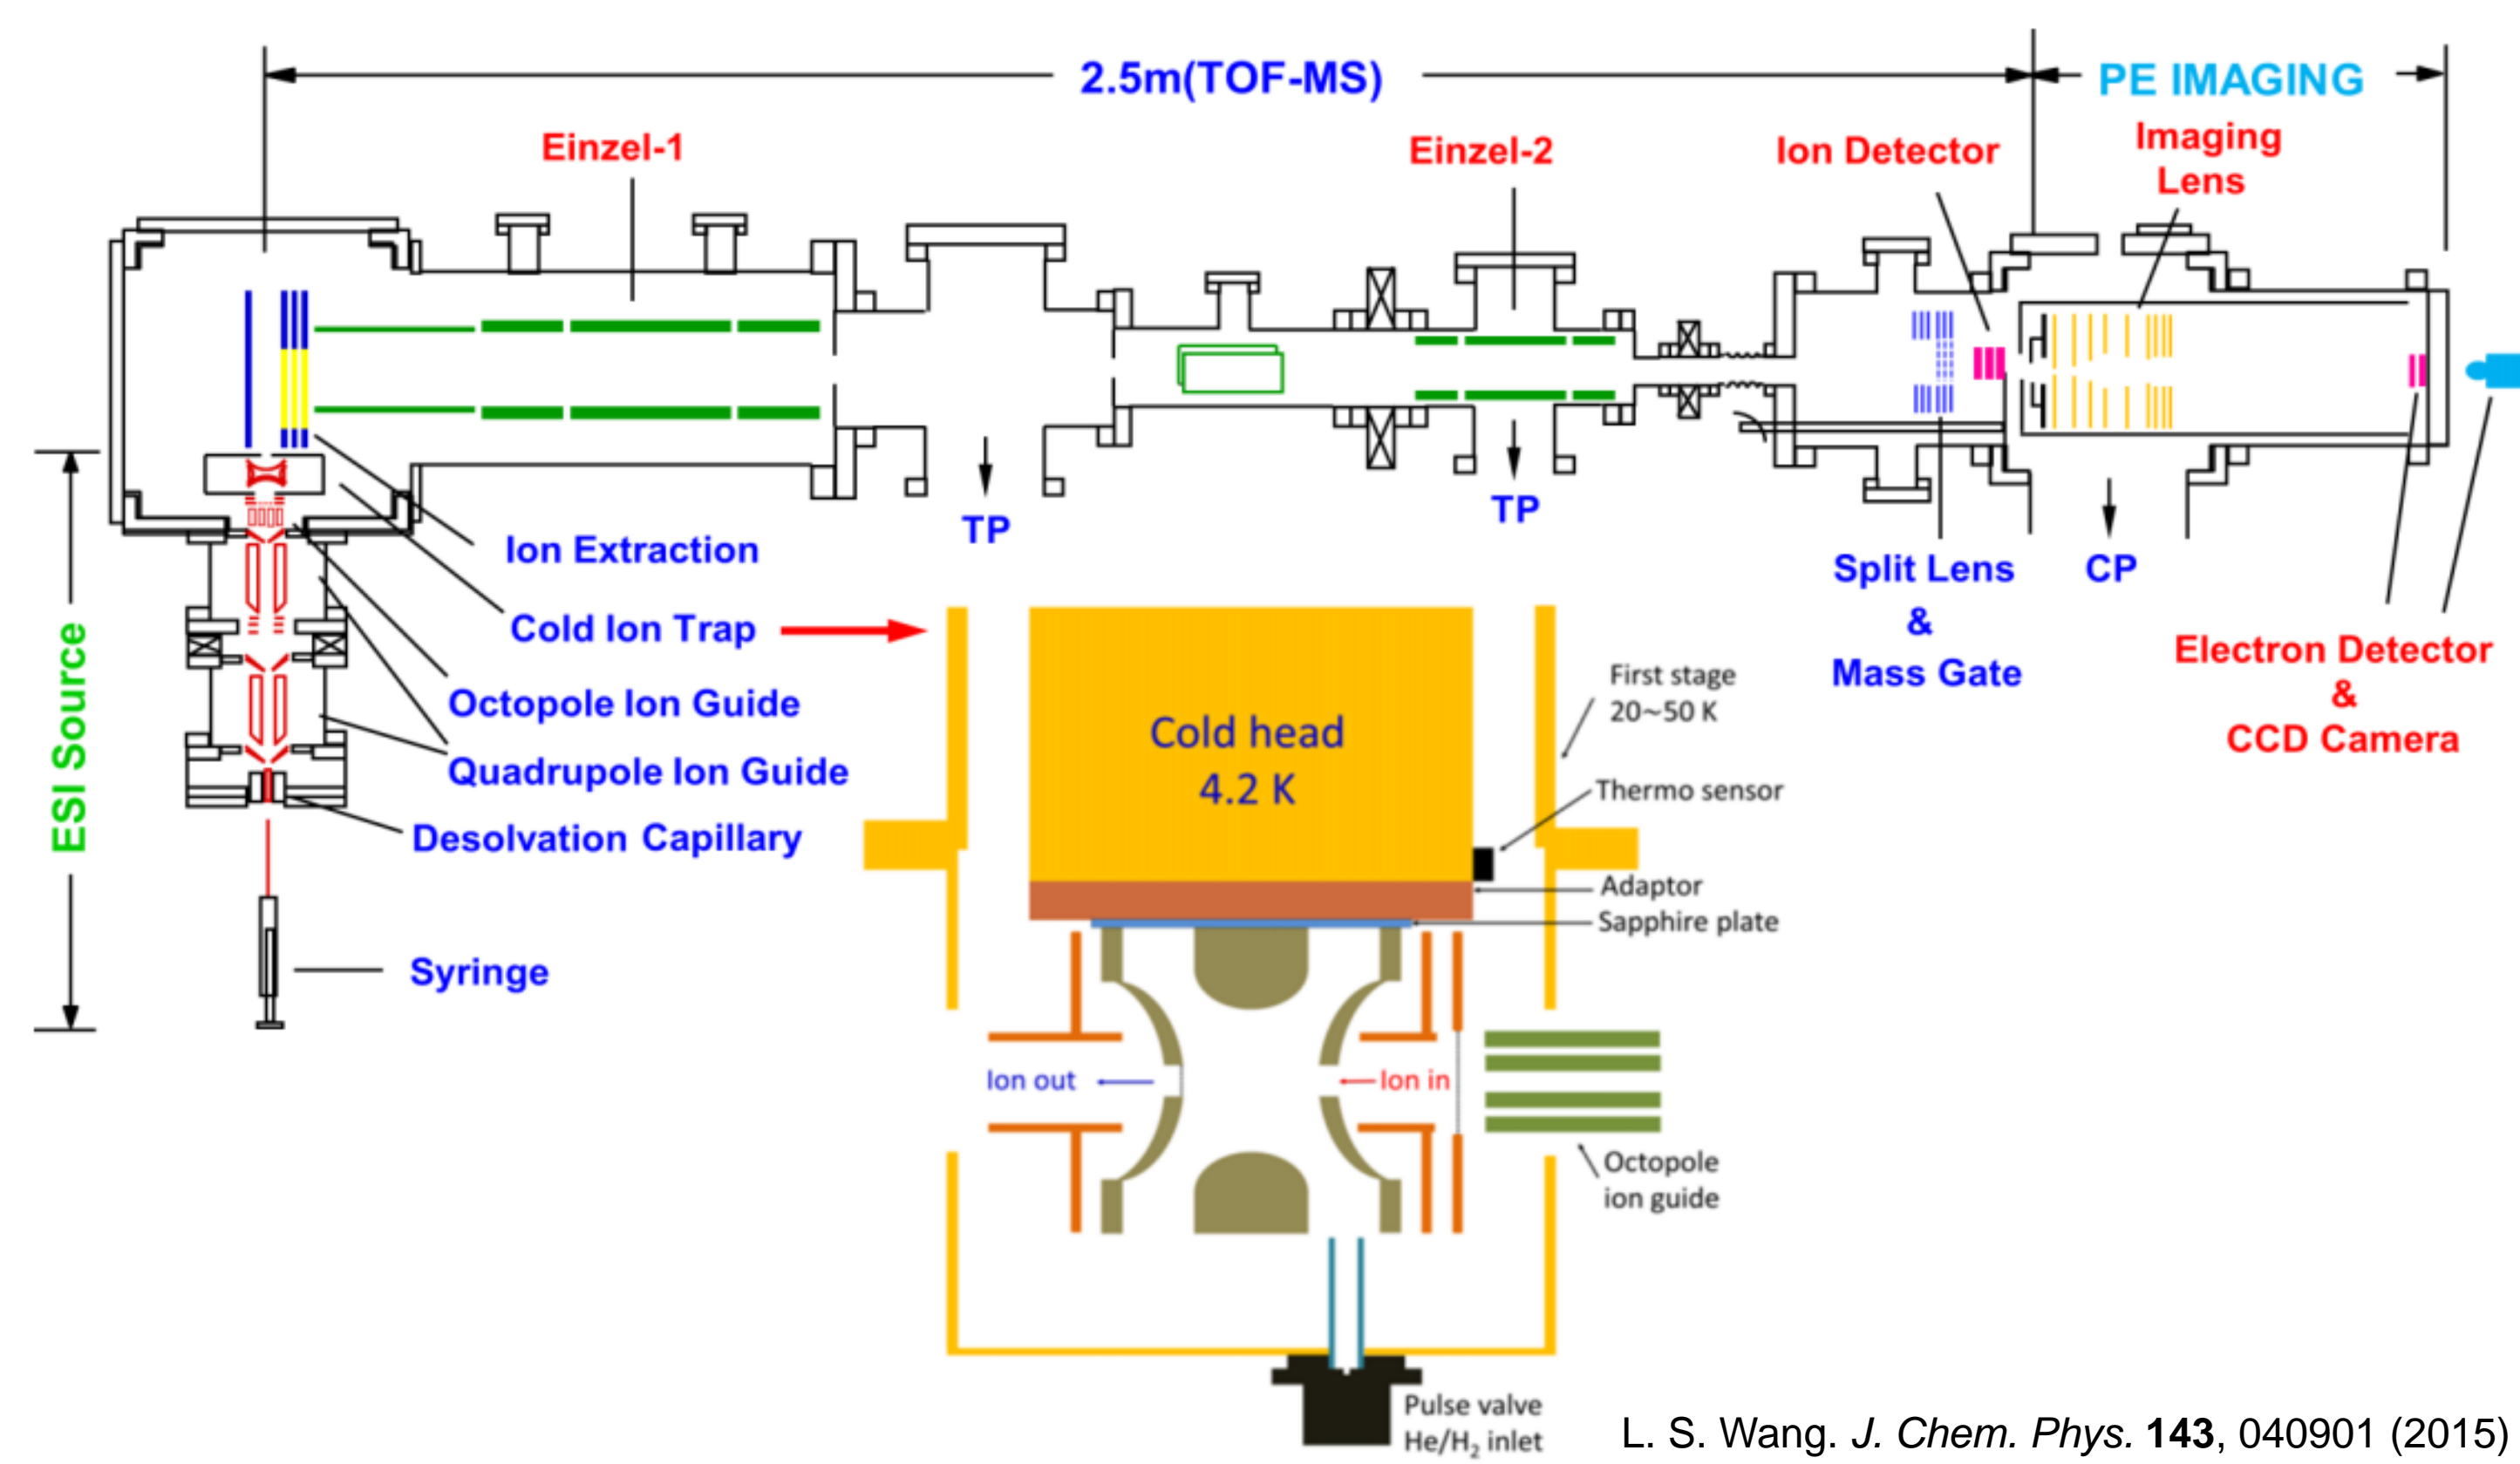 2.5m(TOF-MS)
PE IMAGING
Einzel-1
Einzel-2
Ion Detector
Imaging
Lens
TP
TP
Ion Extraction
Cold Ion Trap
Octopole Ion Guide
Quadrupole Ion Guide
Desolvation Capillary
Syringe
ESI Source
Split Lens
&
Mass Gate
CP
Electron Detector
&
CCD Camera
Cold head
4.2 K
First stage
20~50 K
Thermo sensor
Adaptor
Sapphire plate
Ion out
Ion in
Octopole
ion guide
Pulse valve
He/H₂ inlet
L. S. Wang. J. Chem. Phys. 143, 040901 (2015)